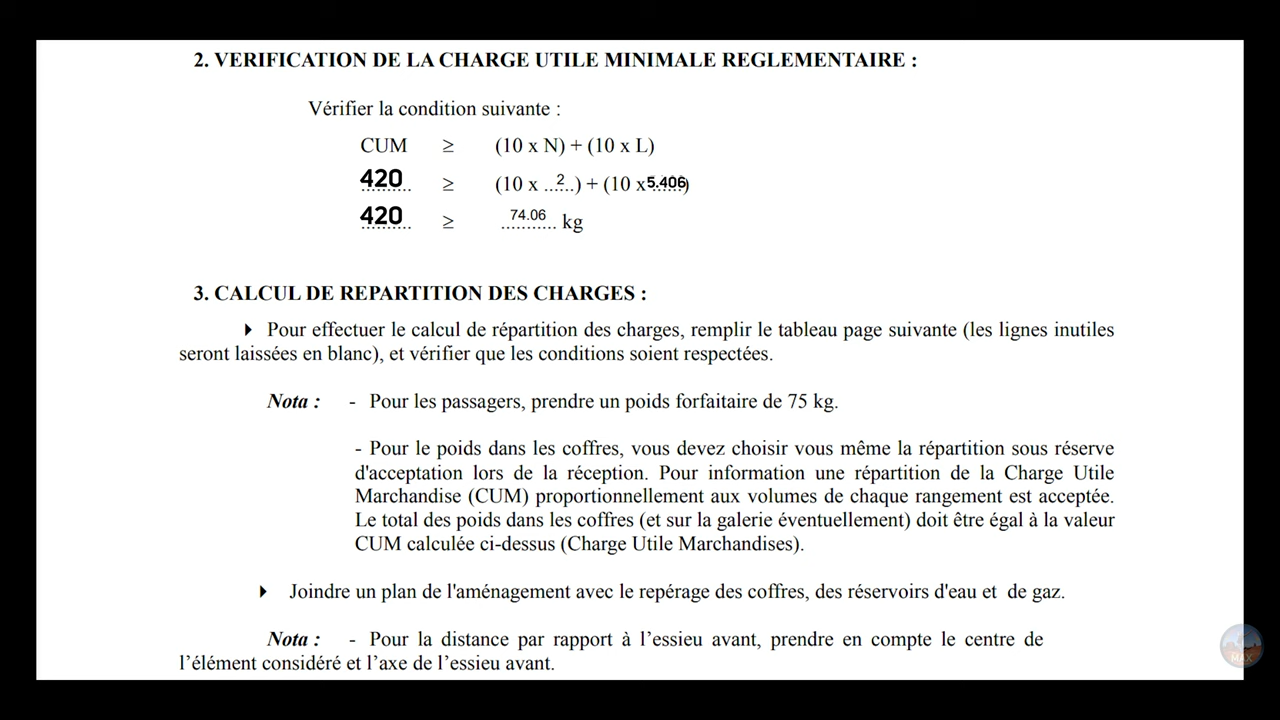 2. VERIFICATION DE LA CHARGE UTILE MINIMALE REGLEMENTAIRE :
Vérifier la condition suivante :
CUM ≥ (10 x N) + (10 x L)
420 ≥ (10 x ...2...) + (10 x5.406)
420 ≥ 74.06 kg
3. CALCUL DE REPARTITION DES CHARGES :
Pour effectuer le calcul de répartition des charges, remplir le tableau page suivante (les lignes inutiles
seront laissées en blanc), et vérifier que les conditions soient respectées.
Nota : - Pour les passagers, prendre un poids forfaitaire de 75 kg.
- Pour le poids dans les coffres, vous devez choisir vous même la répartition sous réserve
d'acceptation lors de la réception. Pour information une répartition de la Charge Utile
Marchandise (CUM) proportionnellement aux volumes de chaque rangement est acceptée.
Le total des poids dans les coffres (et sur la galerie éventuellement) doit être égal à la valeur
CUM calculée ci-dessus (Charge Utile Marchandises).
Joindre un plan de l'aménagement avec le repérage des coffres, des réservoirs d'eau et de gaz.
Nota : - Pour la distance par rapport à l’essieu avant, prendre en compte le centre de
l’élément considéré et l’axe de l’essieu avant.
MAX